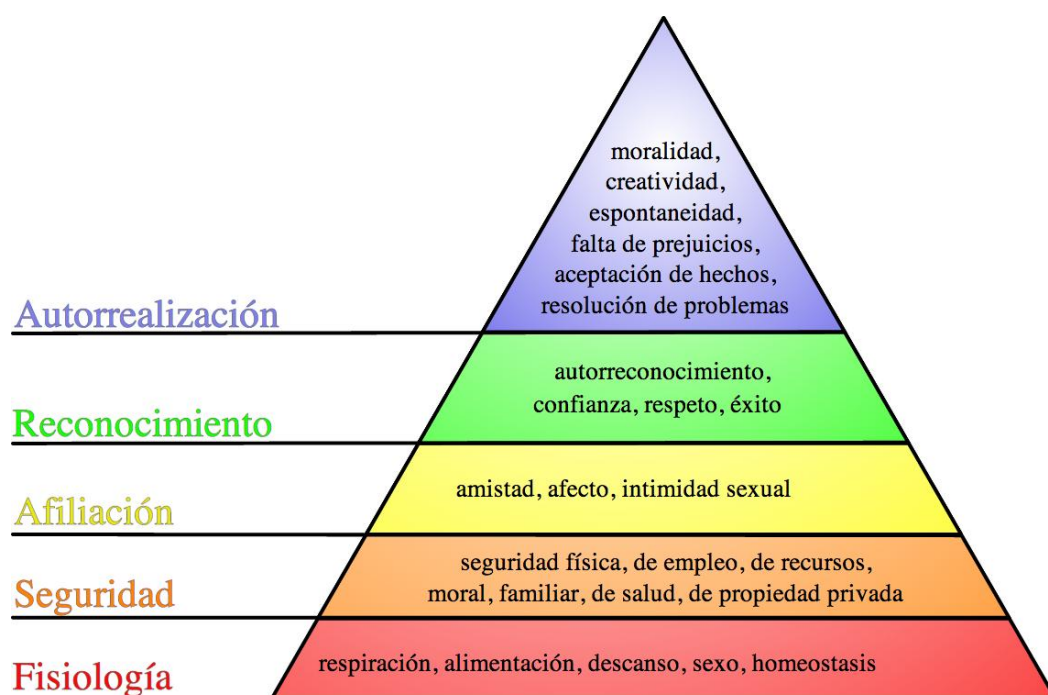 moralidad,
creatividad,
espontaneidad,
falta de prejuicios,
aceptación de hechos,
resolución de problemas
Autorrealización
autorreconocimiento,
confianza, respeto, éxito
Reconocimiento
amistad, afecto, intimidad sexual
Afiliación
seguridad física, de empleo, de recursos,
moral, familiar, de salud, de propiedad privada
Seguridad
respiración, alimentación, descanso, sexo, homeostasis
Fisiología